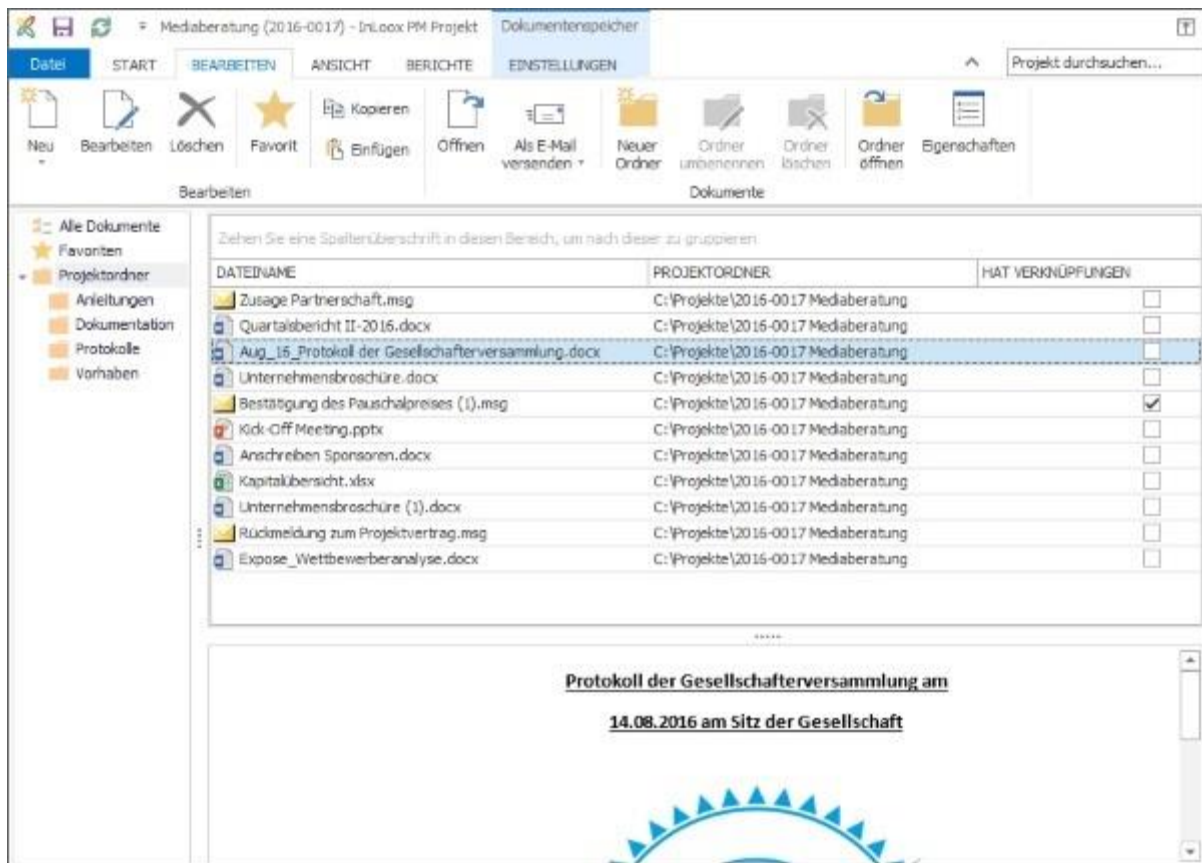 Mediaberatung (2016-0017) - InLoox PM Projekt
Dokumentenspeicher
Datei
START
BEARBEITEN
ANSICHT
BERICHTE
EINSTELLUNGEN
Projekt durchsuchen...
Neu
Bearbeiten
Löschen
Favorit
Kopieren
Einfügen
Öffnen
Als E-Mail
versenden
Neuer
Ordner
Ordner
umbenennen
Ordner
löschen
Ordner
öffnen
Eigenschaften
Bearbeiten
Dokumente
Alle Dokumente
Favoriten
Projektordner
Anleitungen
Dokumentation
Protokolle
Vorhaben
Ziehen Sie eine Spaltenüberschrift in diesen Bereich, um nach dieser zu gruppieren
DATEINAME PROJEKTORDNER HAT VERKNÜPFUNGEN
Zusage Partnerschaft.msg C:\Projekte\2016-0017 Mediaberatung
Quartalsbericht II-2016.docx C:\Projekte\2016-0017 Mediaberatung
Aug_16_Protokoll der Gesellschafterversammlung.docx C:\Projekte\2016-0017 Mediaberatung
Unternehmensbroschüre.docx C:\Projekte\2016-0017 Mediaberatung
Bestätigung des Pauschalpreises (1).msg C:\Projekte\2016-0017 Mediaberatung
Kick-Off Meeting.pptx C:\Projekte\2016-0017 Mediaberatung
Anschreiben Sponsoren.docx C:\Projekte\2016-0017 Mediaberatung
Kapitalübersicht.xlsx C:\Projekte\2016-0017 Mediaberatung
Unternehmensbroschüre (1).docx C:\Projekte\2016-0017 Mediaberatung
Rückmeldung zum Projektvertrag.msg C:\Projekte\2016-0017 Mediaberatung
Expose_Wettbewerberanalyse.docx C:\Projekte\2016-0017 Mediaberatung
Protokoll der Gesellschafterversammlung am
14.08.2016 am Sitz der Gesellschaft